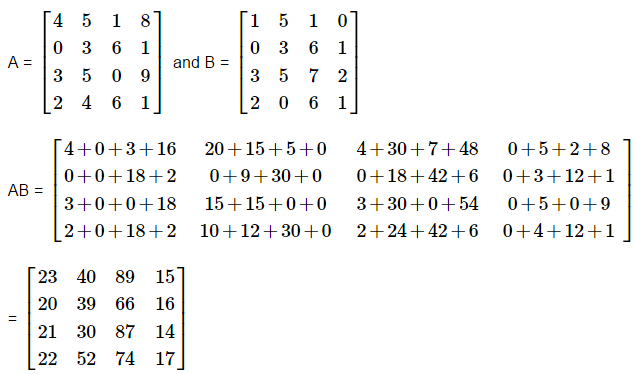 4 5 1 8 1 5 1 0
0 3 6 1 0 3 6 1
A = and B =
3 5 0 9 3 5 7 2
2 4 6 1 2 0 6 1
4+0+3+16 20+15+5+0 4+30+7+48 0+5+2+8
0+0+18+2 0+9+30+0 0+18+42+6 0+3+12+1
AB =
3+0+0+18 15+15+0+0 3+30+0+54 0+5+0+9
2+0+18+2 10+12+30+0 2+24+42+6 0+4+12+1
23 40 89 15
20 39 66 16
=
21 30 87 14
22 52 74 17